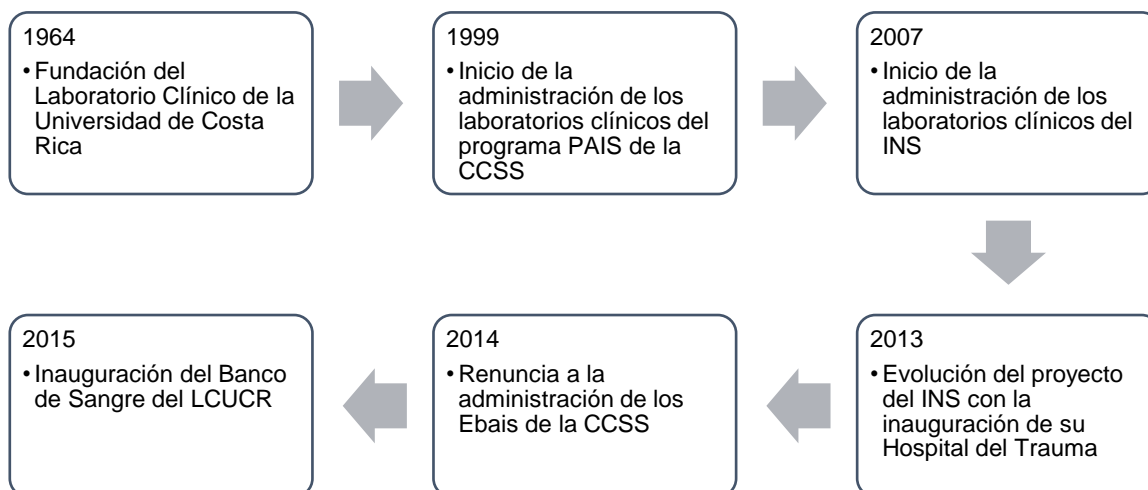 1964
• Fundación del
Laboratorio Clínico de la
Universidad de Costa
Rica
1999
• Inicio de la
administración de los
laboratorios clínicos del
programa PAIS de la
CCSS
2007
• Inicio de la
administración de los
laboratorios clínicos del
INS
2013
• Evolución del proyecto
del INS con la
inauguración de su
Hospital del Trauma
2014
• Renuncia a la
administración de los
Ebais de la CCSS
2015
• Inauguración del Banco
de Sangre del LCUCR